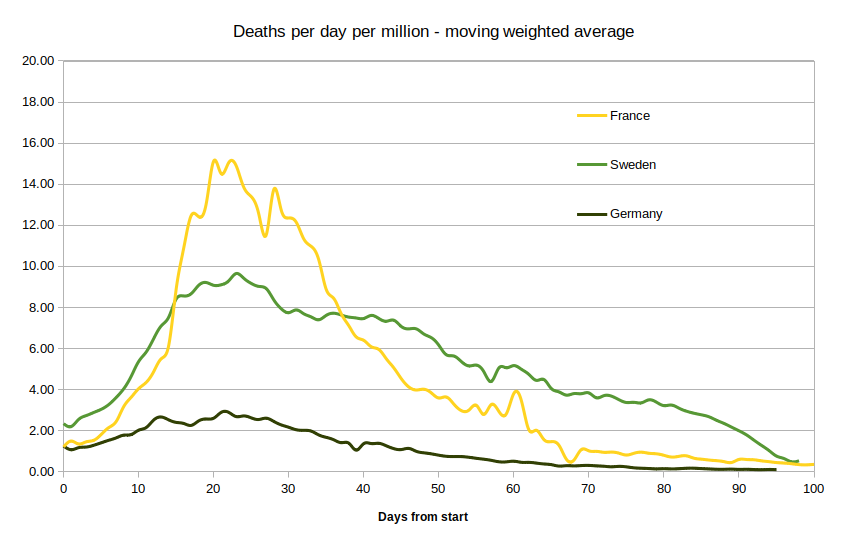 Deaths per day per million - moving weighted average
20.00
18.00
16.00
14.00
12.00
10.00
8.00
6.00
4.00
2.00
0.00
France
Sweden
Germany
0 10 20 30 40 50 60 70 80 90 100
Days from start